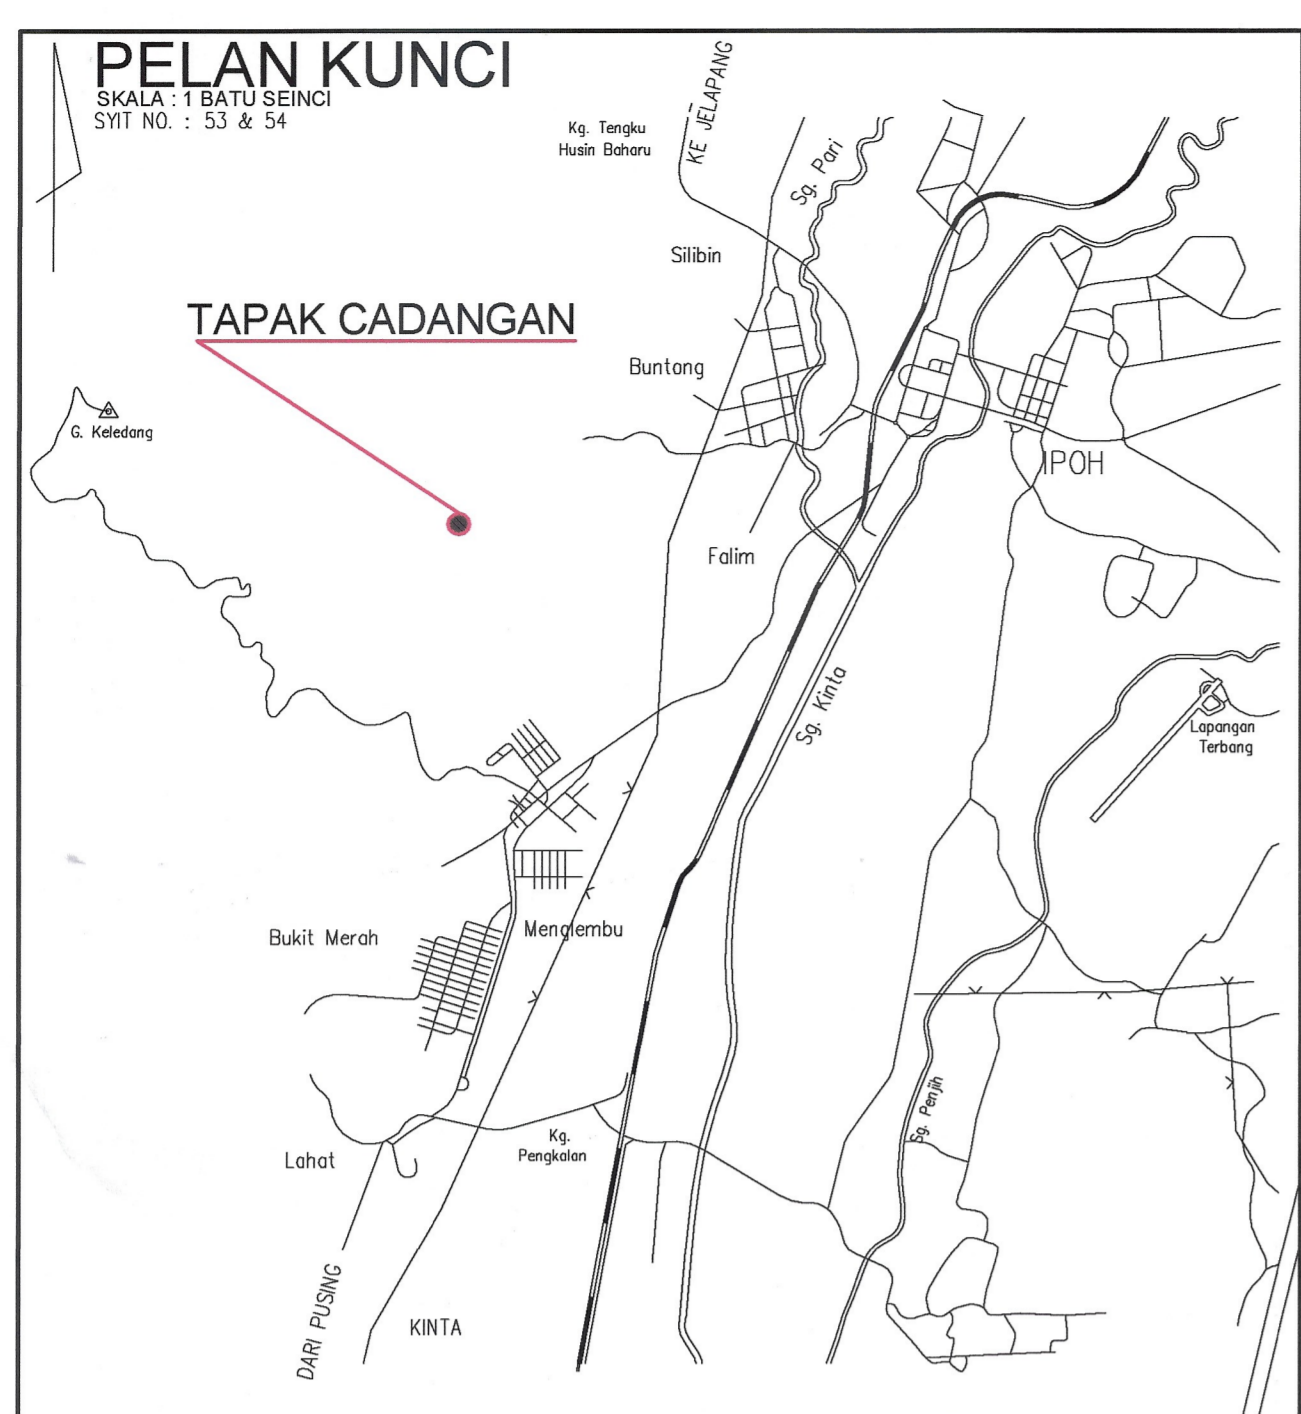 PELAN KUNCI
SKALA : 1 BATU SEINCI
SYIT NO. : 53 & 54
Kg. Tengku
Husin Baharu
KE JELAPANG
Sg. Pari
Silibin
TAPAK CADANGAN
Buntong
G. Keledang
IPOH
Falim
Sg. Kinta
Lapangan
Terbang
Bukit Merah
Menglembu
Sg. Penjih
Kg.
Pengkalan
Lahat
DARI PUSING
KINTA